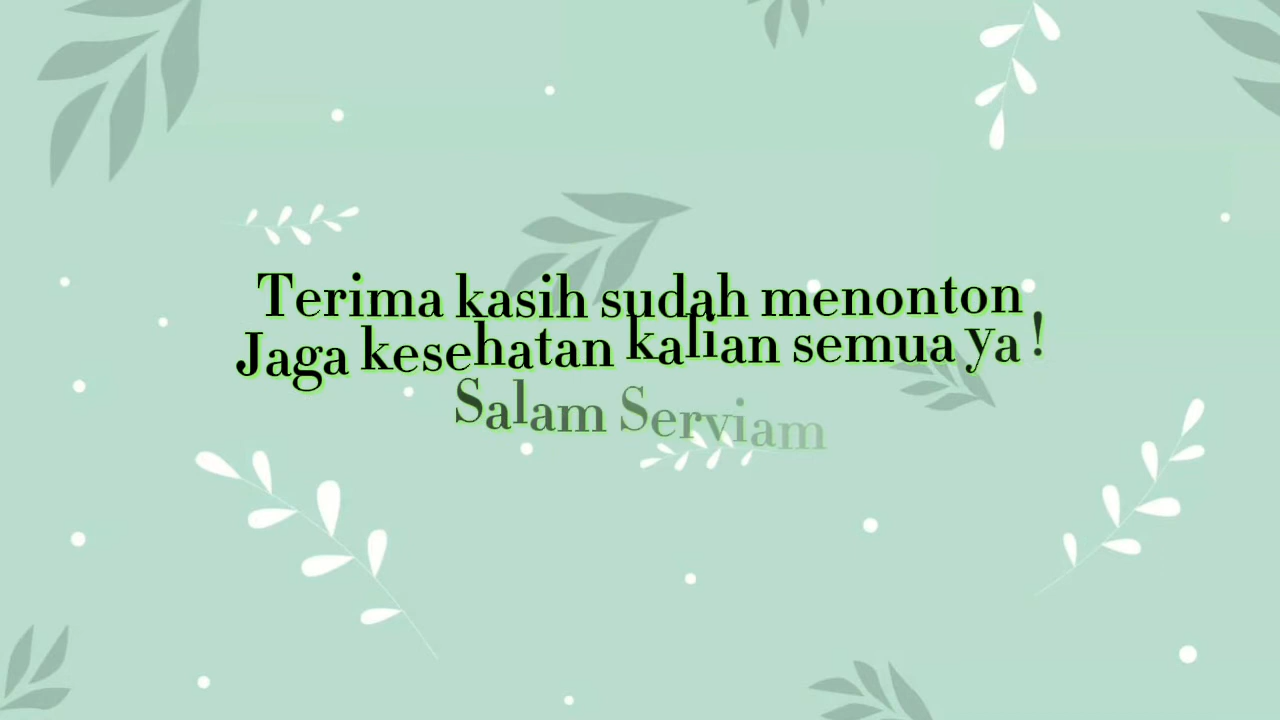 Terima kasih sudah menonton
Jaga kesehatan kalian semua ya !
Salam Serviam